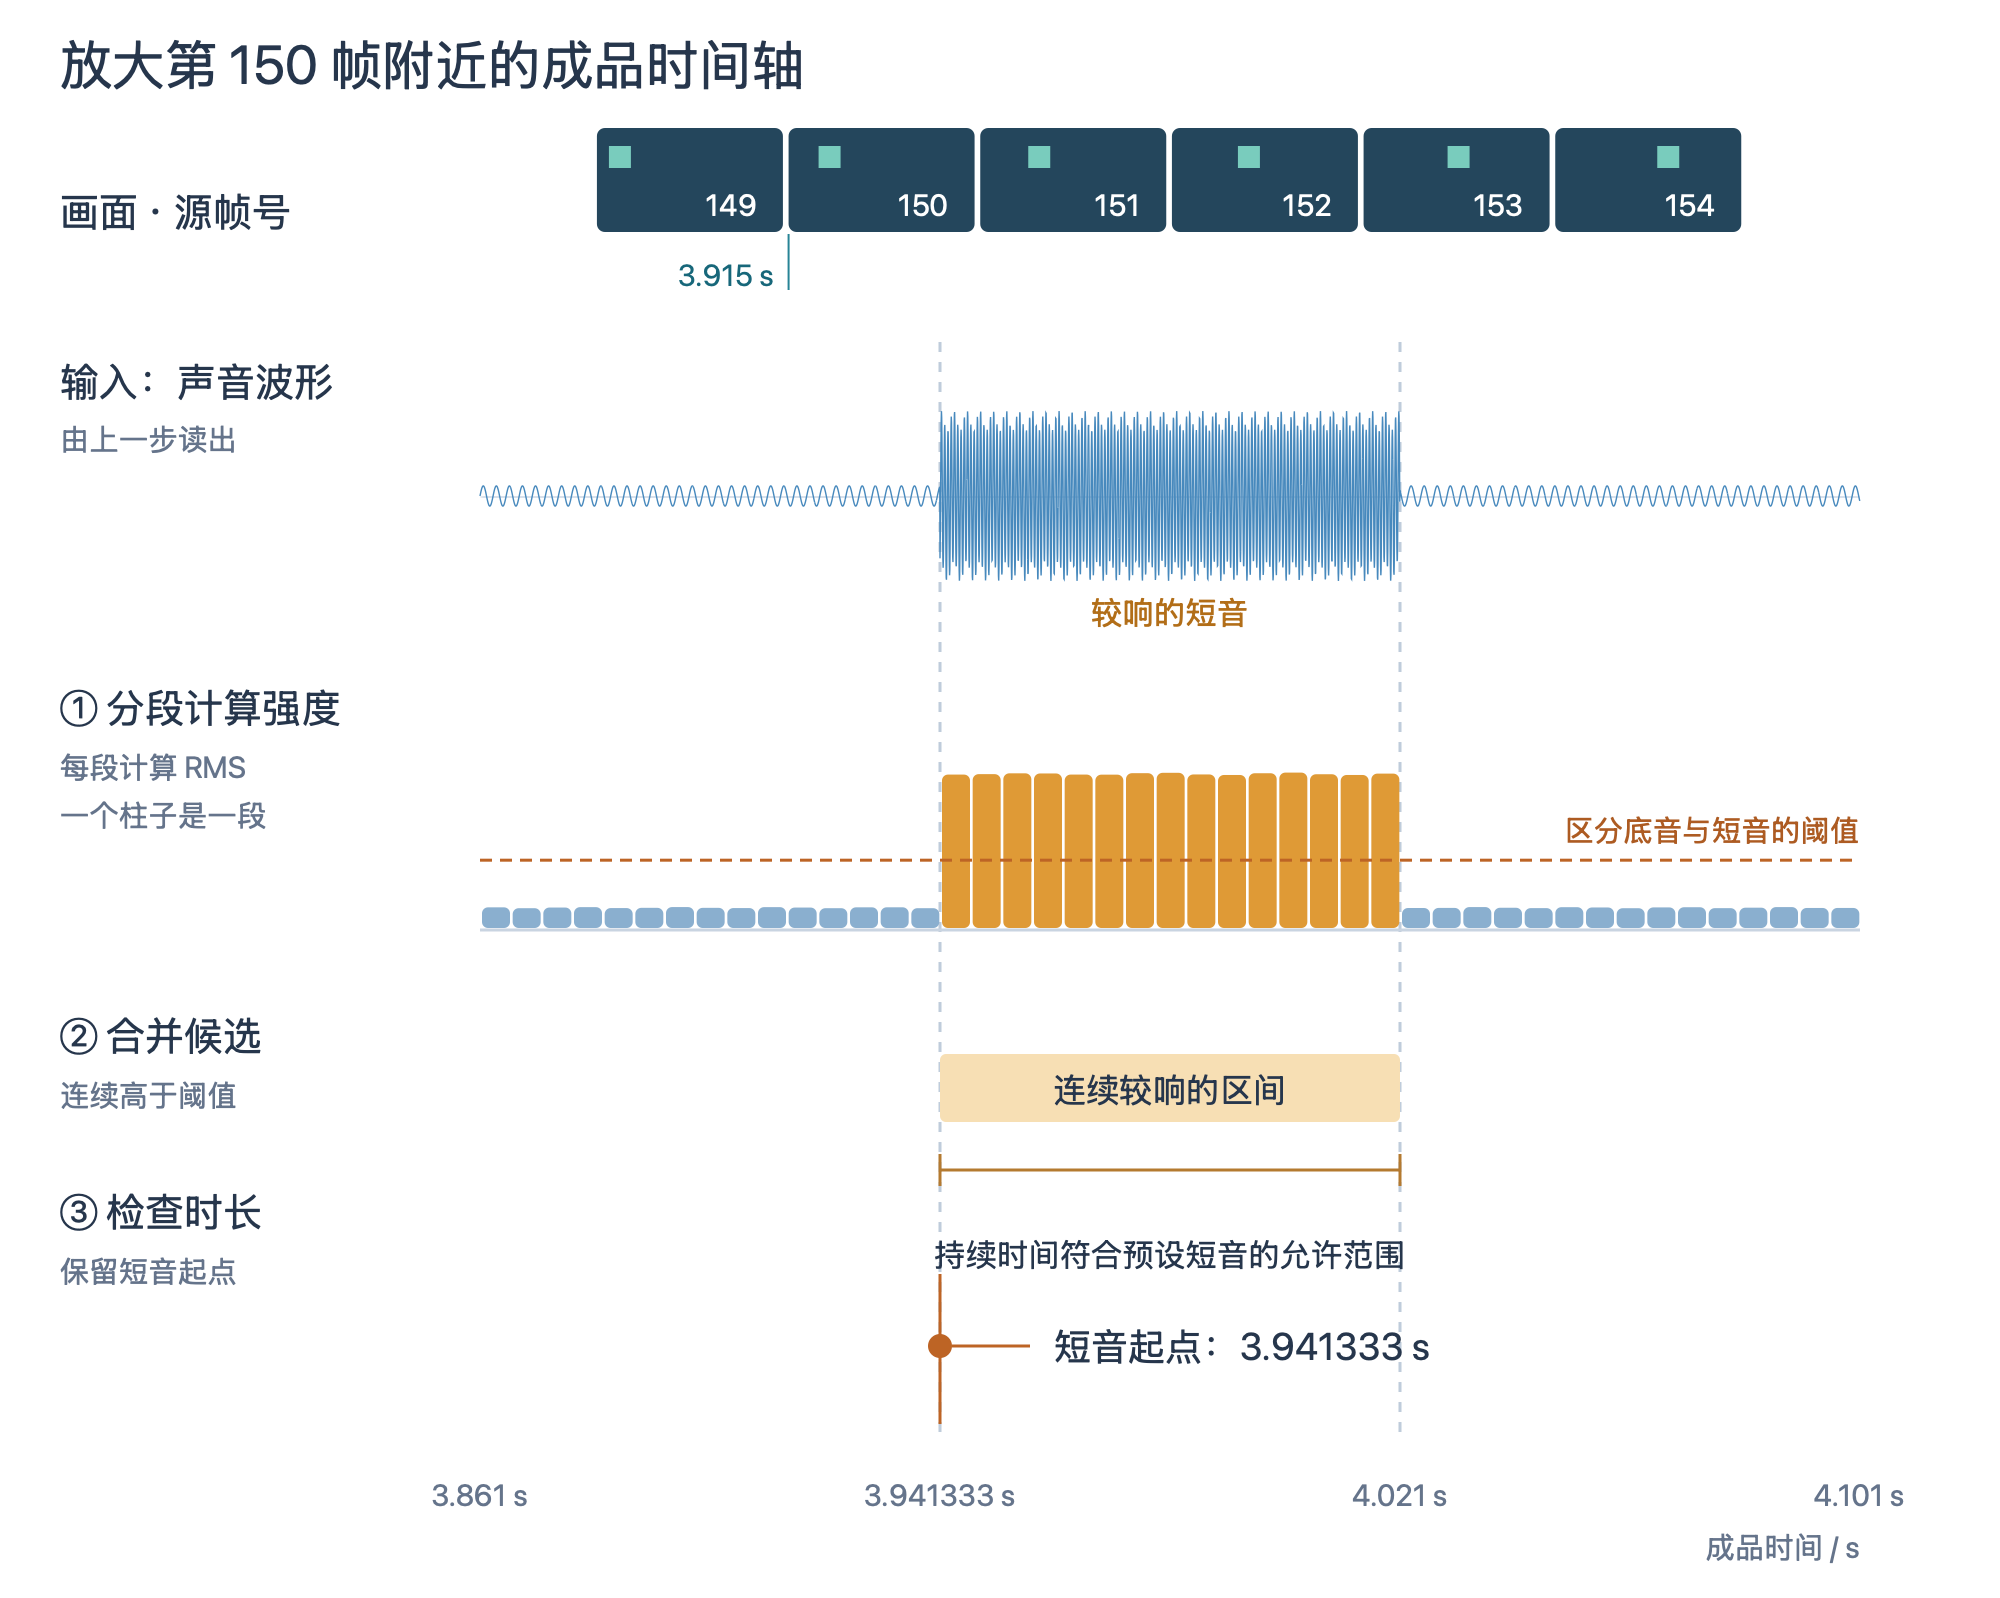 放大第 150 帧附近的成品时间轴
画面 · 源帧号
149
150
151
152
153
154
3.915 s
输入：声音波形
由上一步读出
较响的短音
① 分段计算强度
每段计算 RMS
一个柱子是一段
区分底音与短音的阈值
② 合并候选
连续高于阈值
连续较响的区间
③ 检查时长
保留短音起点
持续时间符合预设短音的允许范围
短音起点：3.941333 s
3.861 s
3.941333 s
4.021 s
4.101 s
成品时间 / s